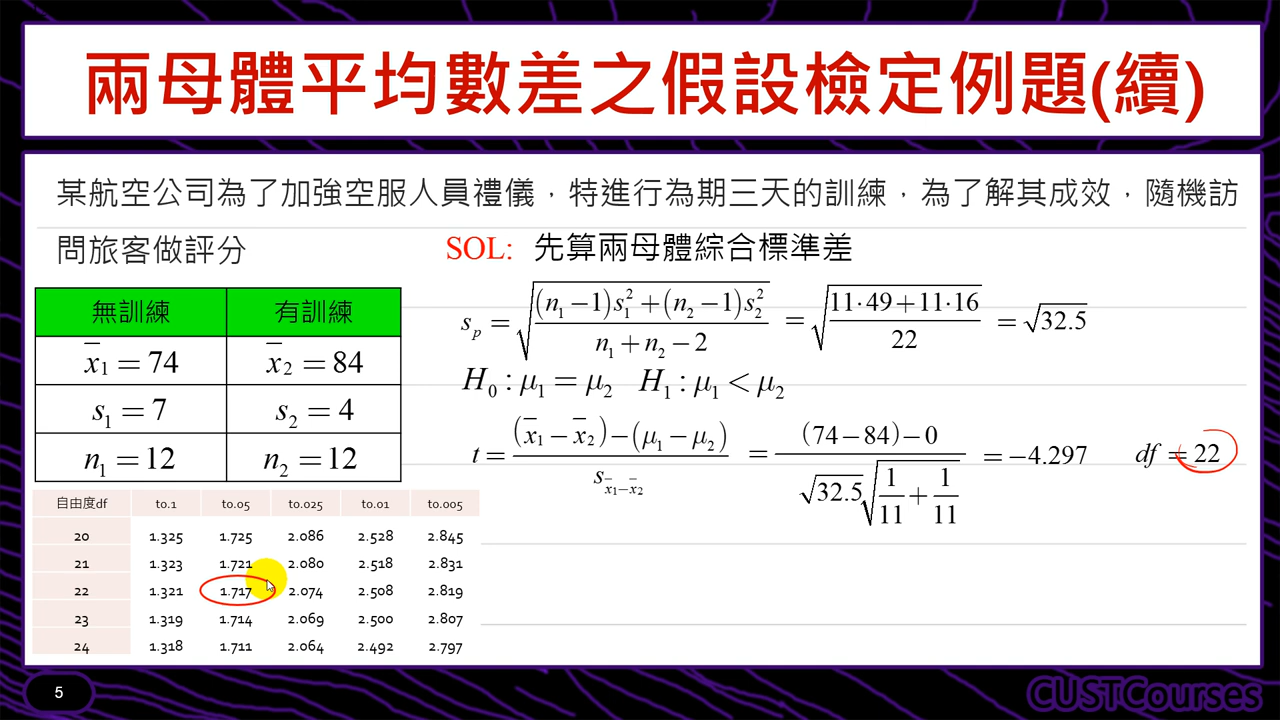 兩母體平均數差之假設檢定例題(續)
某航空公司為了加強空服人員禮儀，特進行為期三天的訓練，為了解其成效，隨機訪
問旅客做評分
SOL: 先算兩母體綜合標準差
無訓練 有訓練
x̄₁ = 74 x̄₂ = 84
s₁ = 7 s₂ = 4
n₁ = 12 n₂ = 12
sₚ = √(((n₁ −1)s₁² + (n₂ −1)s₂²) / (n₁ + n₂ − 2)) = √((11·49+11·16) / 22) = √32.5
H₀ : μ₁ = μ₂ H₁ : μ₁ < μ₂
t = ((x̄₁ − x̄₂) − (μ₁ − μ₂)) / s_x̄₁−x̄₂ = ((74−84)−0) / (√32.5 √(1/11 + 1/11)) = −4.297 df = 22
自由度df t0.1 t0.05 t0.025 t0.01 t0.005
20 1.325 1.725 2.086 2.528 2.845
21 1.323 1.721 2.080 2.518 2.831
22 1.321 1.717 2.074 2.508 2.819
23 1.319 1.714 2.069 2.500 2.807
24 1.318 1.711 2.064 2.492 2.797
5
CUSTCourses